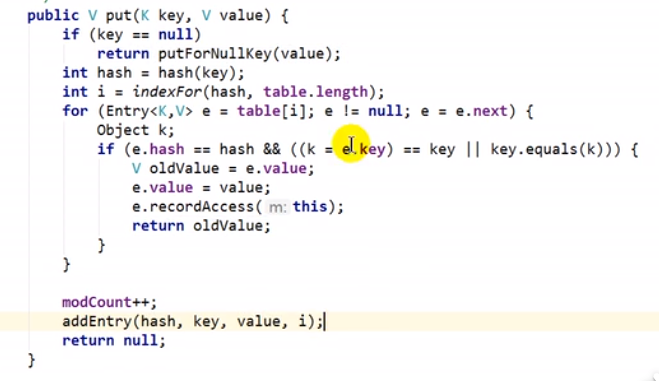 public V put(K key, V value) {
    if (key == null)
        return putForNullKey(value);
    int hash = hash(key);
    int i = indexFor(hash, table.length);
    for (Entry<K,V> e = table[i]; e != null; e = e.next) {
        Object k;
        if (e.hash == hash && ((k = e.key) == key || key.equals(k))) {
            V oldValue = e.value;
            e.value = value;
            e.recordAccess( m: this);
            return oldValue;
        }
    }

    modCount++;
    addEntry(hash, key, value, i);
    return null;
}